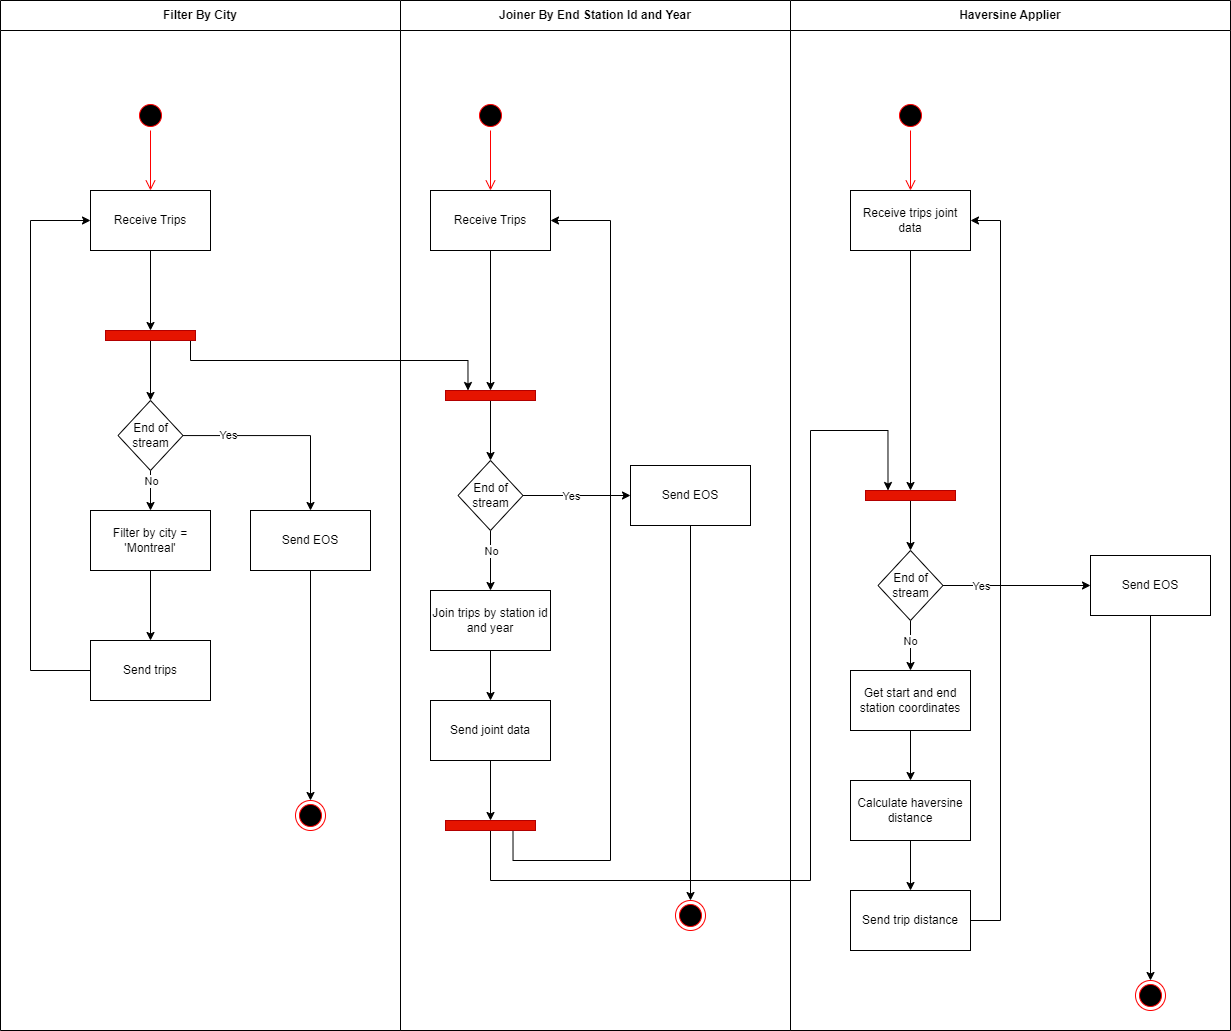 Filter By City
Joiner By End Station Id and Year
Haversine Applier
Receive Trips
End of
stream
Yes
No
Filter by city =
'Montreal'
Send EOS
Send trips
Receive Trips
End of
stream
Yes
Send EOS
No
Join trips by station id
and year
Send joint data
Receive trips joint
data
End of
stream
Yes
Send EOS
No
Get start and end
station coordinates
Calculate haversine
distance
Send trip distance